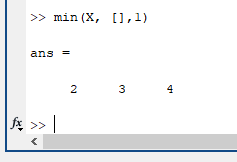 >> min(X, [],1)
ans =
2 3 4
fx >>